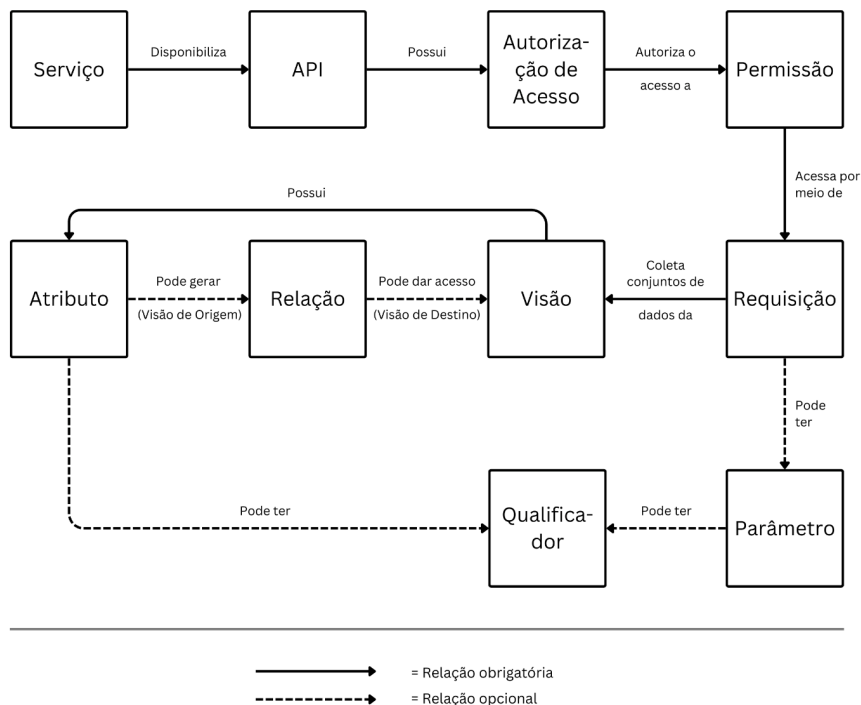 Serviço
Disponibiliza
API
Possui
Autoriza-
ção de
Acesso
Autoriza o
acesso a
Permissão
Acessa por
meio de
Possui
Atributo
Pode gerar
(Visão de Origem)
Relação
Pode dar acesso
(Visão de Destino)
Visão
Coleta
conjuntos de
dados da
Requisição
Pode
ter
Pode ter
Qualifica-
dor
Pode ter
Parâmetro
= Relação obrigatória
= Relação opcional